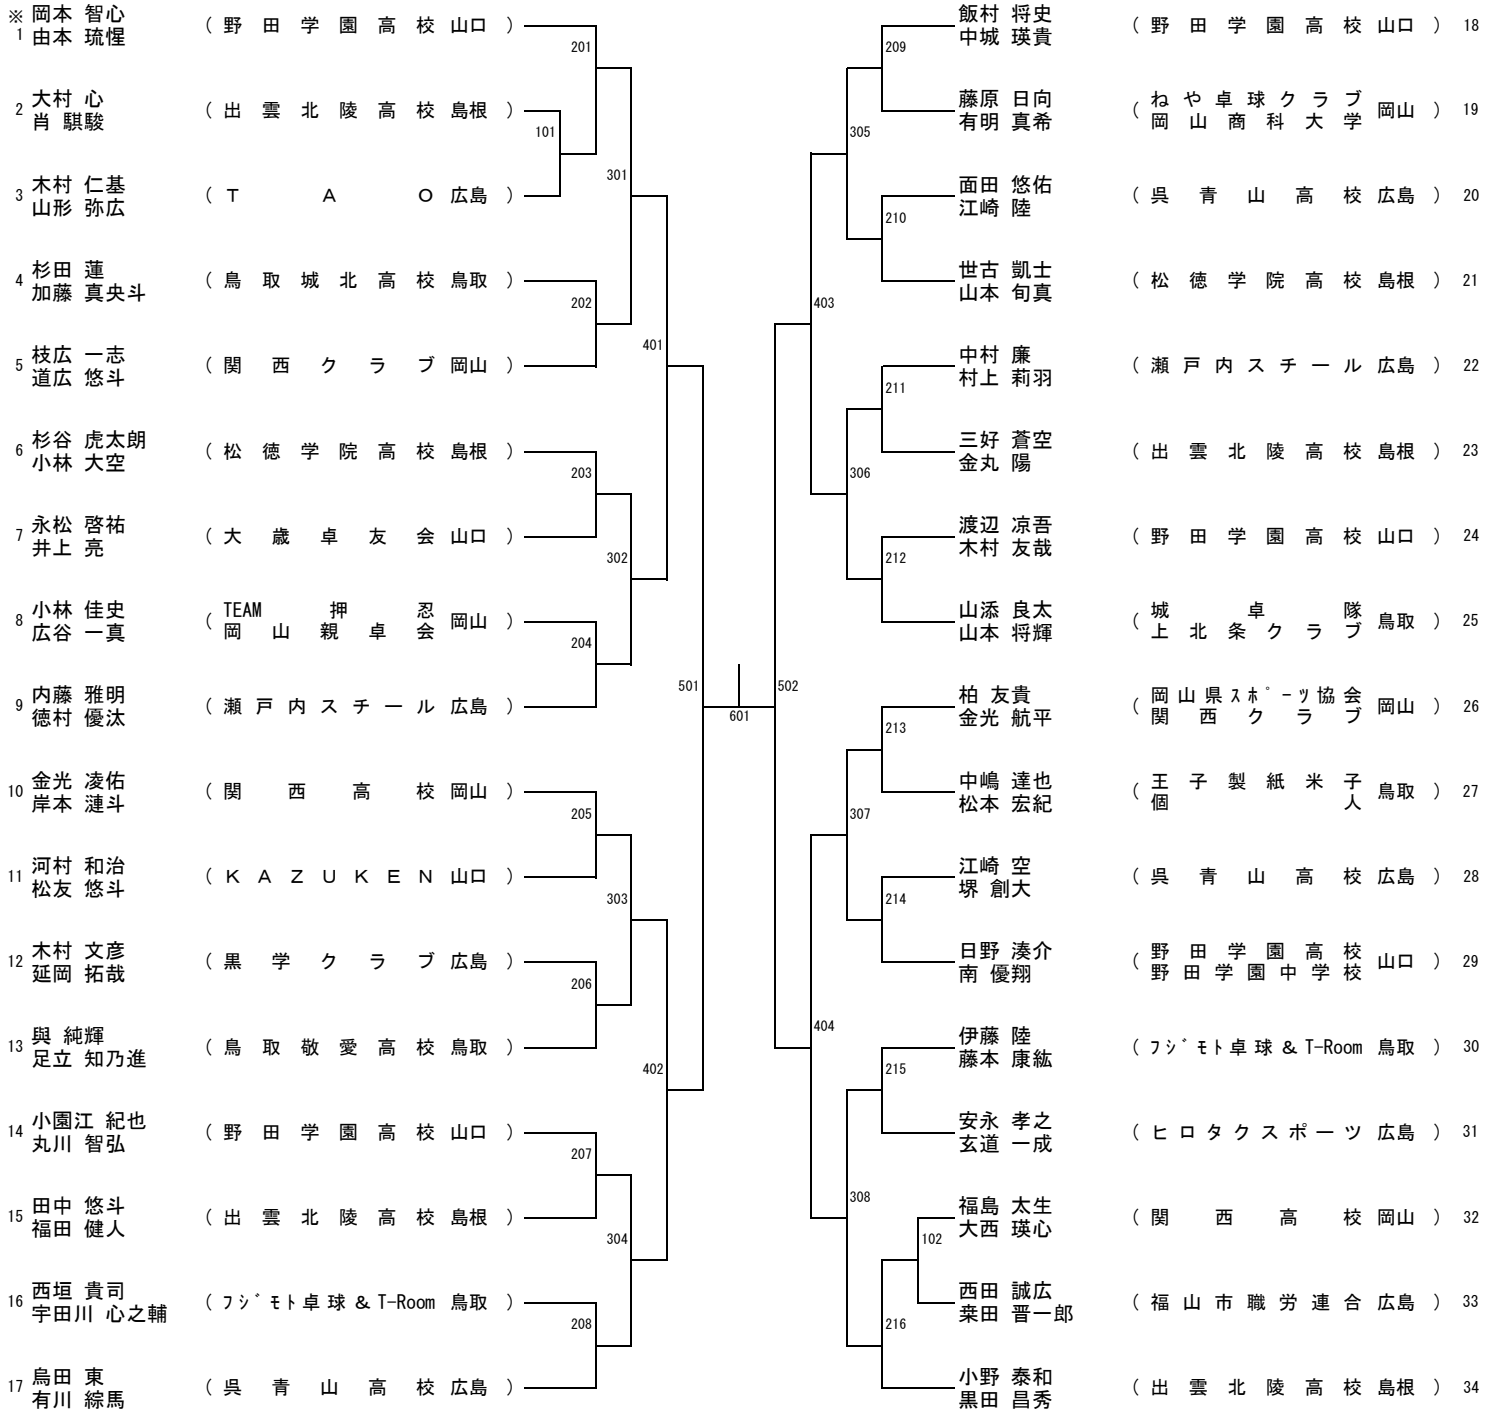 ※ 岡本 智心
1 由本 琉惺 （ 野田学園高校 山口 ）
2 大村 心
肖 騏駿 （ 出雲北陵高校 島根 ）
3 木村 仁基
山形 弥広 （ ＴＡＯ 広島 ）
4 杉田 蓮
加藤 真央斗 （ 鳥取城北高校 鳥取 ）
5 枝広 一志
道広 悠斗 （ 関西クラブ 岡山 ）
6 杉谷 虎太朗
小林 大空 （ 松徳学院高校 島根 ）
7 永松 啓祐
井上 亮 （ 大歳卓友会 山口 ）
8 小林 佳史
広谷 一真 （ TEAM 押忍
岡山親卓会 岡山 ）
9 内藤 雅明
徳村 優汰 （ 瀬戸内スチール 広島 ）
10 金光 凌佑
岸本 漣斗 （ 関西高校 岡山 ）
11 河村 和治
松友 悠斗 （ ＫＡＺＵＫＥＮ 山口 ）
12 木村 文彦
延岡 拓哉 （ 黒学クラブ 広島 ）
13 與 純輝
足立 知乃進 （ 鳥取敬愛高校 鳥取 ）
14 小園江 紀也
丸川 智弘 （ 野田学園高校 山口 ）
15 田中 悠斗
福田 健人 （ 出雲北陵高校 島根 ）
16 西垣 貴司
宇田川 心之輔 （ ﾌｼﾞﾓﾄ卓球＆T-Room 鳥取 ）
17 烏田 東
有川 綜馬 （ 呉青山高校 広島 ）
201
101
301
202
401
203
302
204
501
205
303
206
402
207
304
208
601
502
209
305
210
403
211
306
212
213
307
214
404
215
308
102
216
飯村 将史
中城 瑛貴 （ 野田学園高校 山口 ） 18
藤原 日向
有明 真希 （ ねや卓球クラブ
岡山商科大学 岡山 ） 19
面田 悠佑
江崎 陸 （ 呉青山高校 広島 ） 20
世古 凱士
山本 旬真 （ 松徳学院高校 島根 ） 21
中村 廉
村上 莉羽 （ 瀬戸内スチール 広島 ） 22
三好 蒼空
金丸 陽 （ 出雲北陵高校 島根 ） 23
渡辺 凉吾
木村 友哉 （ 野田学園高校 山口 ） 24
山添 良太
山本 将輝 （ 城卓隊
上北条クラブ 鳥取 ） 25
柏 友貴
金光 航平 （ 岡山県ｽﾎﾟｰﾂ協会
関西クラブ 岡山 ） 26
中嶋 達也
松本 宏紀 （ 王子製紙米子
個人 鳥取 ） 27
江崎 空
堺 創大 （ 呉青山高校 広島 ） 28
日野 湊介
南 優翔 （ 野田学園高校
野田学園中学校 山口 ） 29
伊藤 陸
藤本 康紘 （ ﾌｼﾞﾓﾄ卓球＆T-Room 鳥取 ） 30
安永 孝之
玄道 一成 （ ヒロタクスポーツ 広島 ） 31
福島 太生
大西 瑛心 （ 関西高校 岡山 ） 32
西田 誠広
桒田 晋一郎 （ 福山市職労連合 広島 ） 33
小野 泰和
黒田 昌秀 （ 出雲北陵高校 島根 ） 34